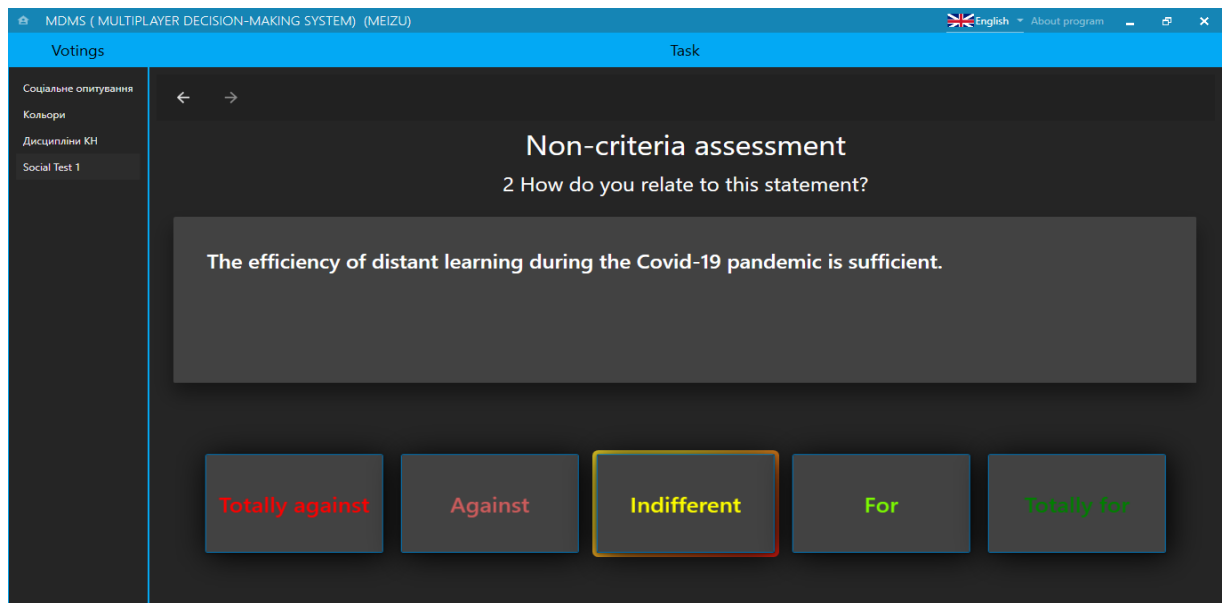 MDMS ( MULTIPLAYER DECISION-MAKING SYSTEM) (MEIZU)
English
About program
Votings
Task
Соціальне опитування
Кольори
Дисципліни КН
Social Test 1
Non-criteria assessment
2 How do you relate to this statement?
The efficiency of distant learning during the Covid-19 pandemic is sufficient.
Totally against
Against
Indifferent
For
Totally for